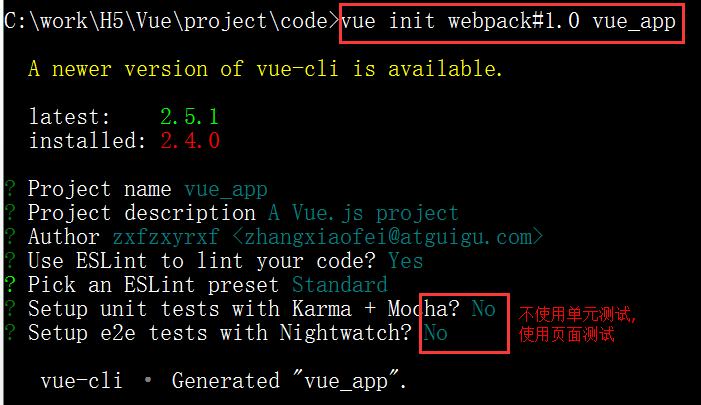 C:\work\H5\Vue\project\code>vue init webpack#1.0 vue_app
A newer version of vue-cli is available.
latest: 2.5.1
installed: 2.4.0
? Project name vue_app
? Project description A Vue.js project
? Author zxfzxyrxf <zhangxiaofei@atguigu.com>
? Use ESLint to lint your code? Yes
? Pick an ESLint preset Standard
? Setup unit tests with Karma + Mocha? No
? Setup e2e tests with Nightwatch? No
不使用单元测试,
使用页面测试
vue-cli · Generated "vue_app".